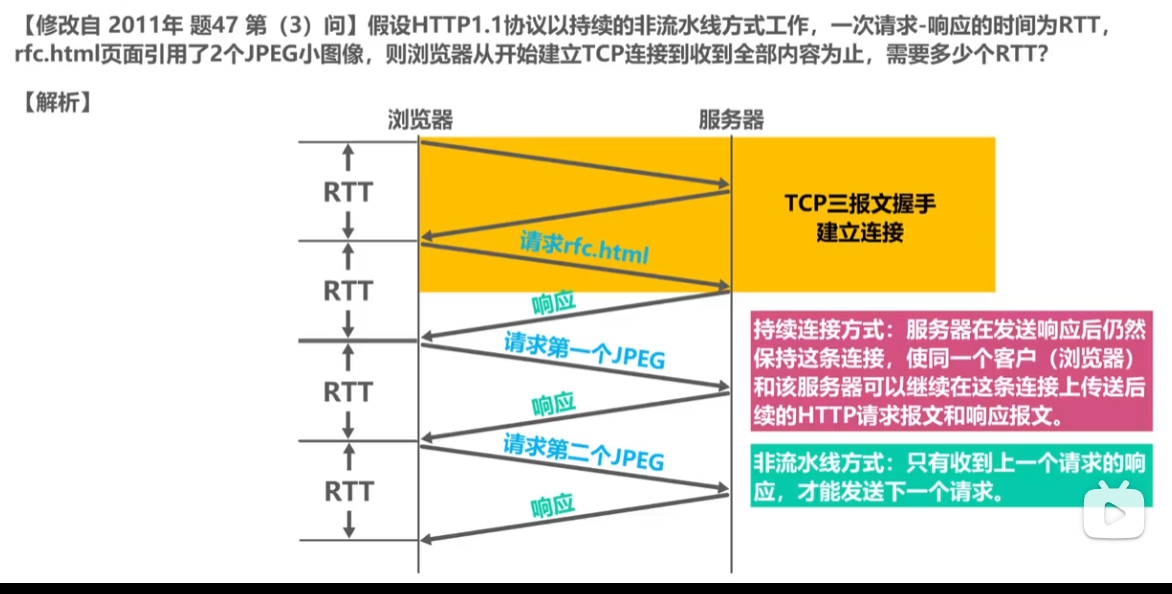 【修改自 2011年 题47 第（3）问】假设HTTP1.1协议以持续的非流水线方式工作，一次请求-响应的时间为RTT，
rfc.html页面引用了2个JPEG小图像，则浏览器从开始建立TCP连接到收到全部内容为止，需要多少个RTT？
【解析】
浏览器
服务器
RTT
TCP三报文握手
建立连接
请求rfc.html
RTT
响应
请求第一个JPEG
持续连接方式：服务器在发送响应后仍然
保持这条连接，使同一个客户（浏览器）
和该服务器可以继续在这条连接上传送后
续的HTTP请求报文和响应报文。
RTT
响应
请求第二个JPEG
非流水线方式：只有收到上一个请求的响
应，才能发送下一个请求。
RTT
响应